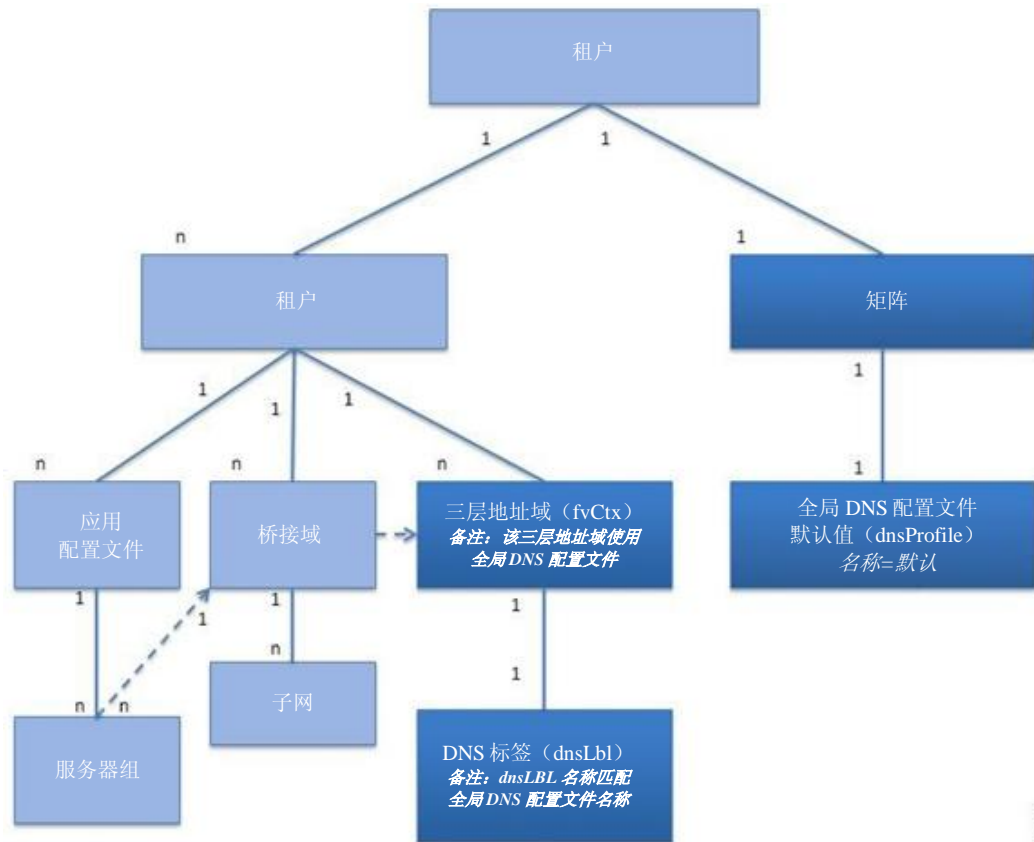 租户
1
1
n
1
租户
矩阵
1
1
1
1
n
n
n
1
应用
配置文件
桥接域
三层地址域（fvCtx）
备注：该三层地址域使用
全局 DNS 配置文件
全局 DNS 配置文件
默认值（dnsProfile）
名称=默认
1
1
1
1
n
1
子网
n
n
服务器组
DNS 标签（dnsLbl）
备注：dnsLBL 名称匹配
全局 DNS 配置文件名称